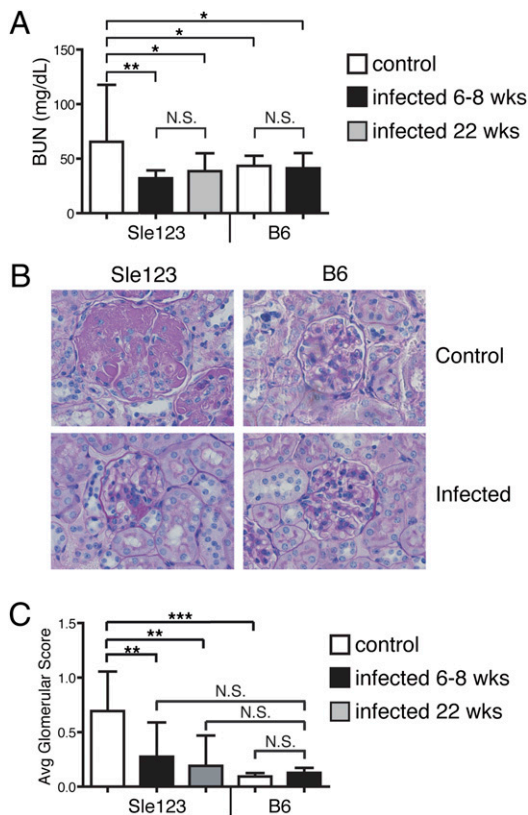 A
BUN (mg/dL)
150
100
50
0
*
*
*
**
N.S.
N.S.
Sle123
B6
control
infected 6-8 wks
infected 22 wks
B
Sle123
B6
Control
Infected
C
Avg Glomerular Score
1.5
1.0
0.5
0.0
***
**
**
N.S.
N.S.
N.S.
Sle123
B6
control
infected 6-8 wks
infected 22 wks